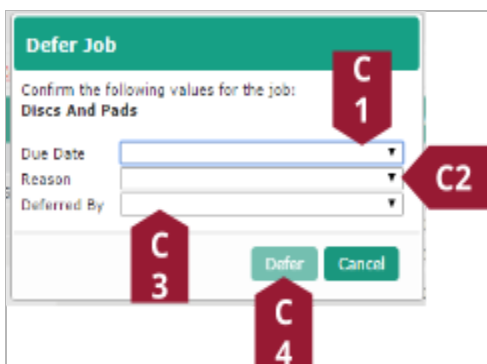 Defer Job
Confirm the following values for the job:
Discs And Pads
C
1
Due Date
Reason
C2
Deferred By
C
3
Defer
Cancel
C
4